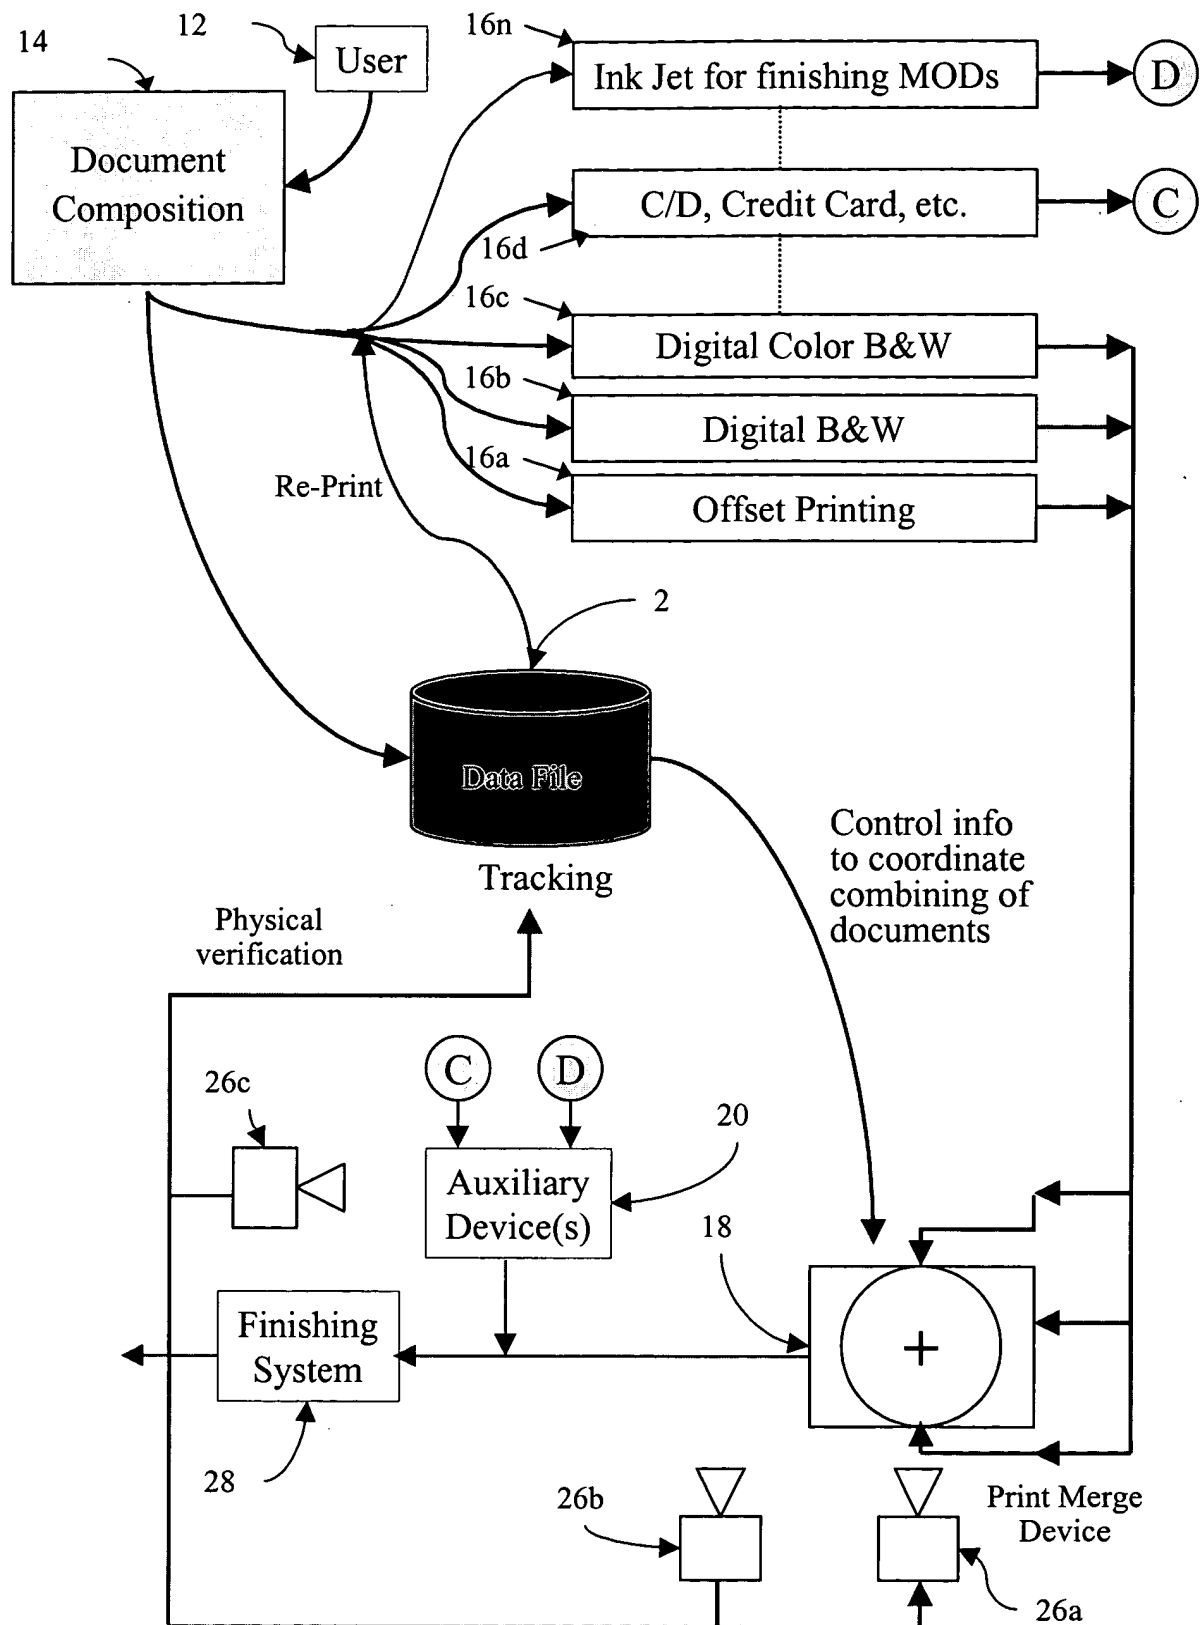 16n
12
14
User
Ink Jet for finishing MODs
D
Document
Composition
C/D, Credit Card, etc.
C
16d
16c
Digital Color B&W
16b
Digital B&W
16a
Re-Print
Offset Printing
2
Data File
Control info
to coordinate
combining of
documents
Tracking
Physical
verification
C
D
26c
20
Auxiliary
Device(s)
18
Finishing
System
+
28
26b
Print Merge
Device
26a